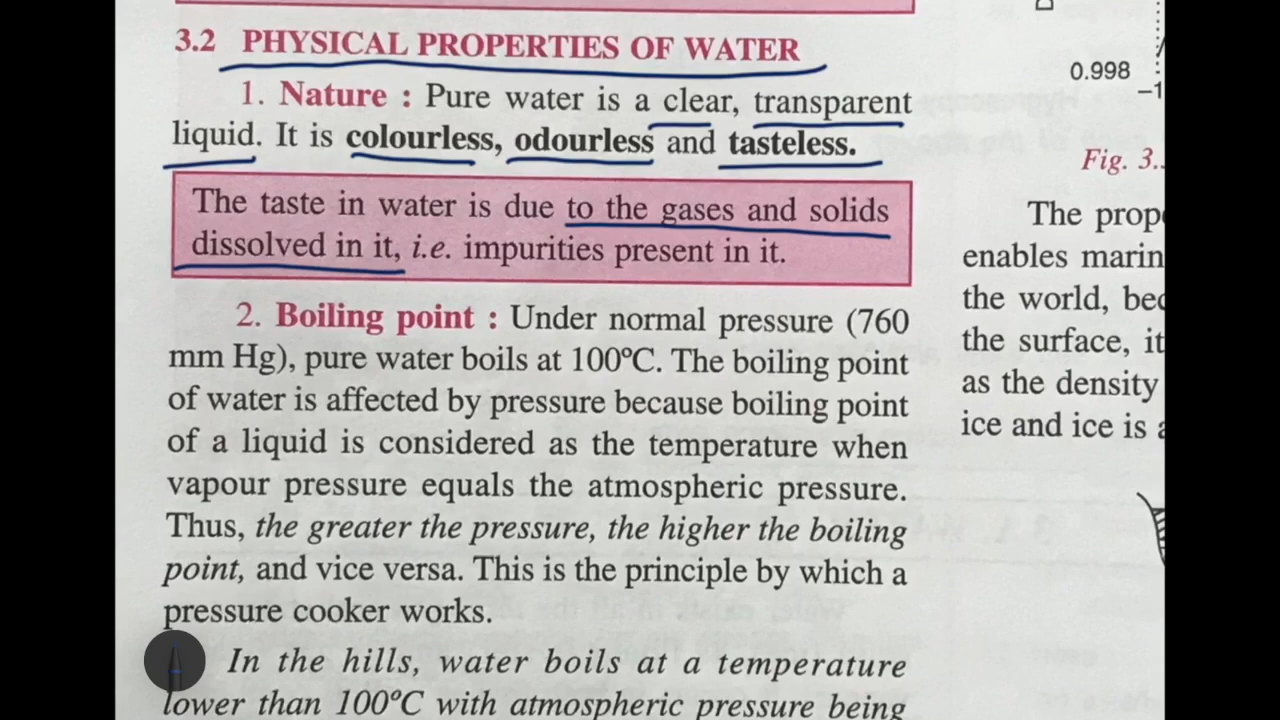 3.2 PHYSICAL PROPERTIES OF WATER
1. Nature : Pure water is a clear, transparent
liquid. It is colourless, odourless and tasteless.
The taste in water is due to the gases and solids
dissolved in it, i.e. impurities present in it.
2. Boiling point : Under normal pressure (760
mm Hg), pure water boils at 100ºC. The boiling point
of water is affected by pressure because boiling point
of a liquid is considered as the temperature when
vapour pressure equals the atmospheric pressure.
Thus, the greater the pressure, the higher the boiling
point, and vice versa. This is the principle by which a
pressure cooker works.
In the hills, water boils at a temperature
lower than 100ºC with atmospheric pressure being
0.998
–1
Fig. 3.
The prop
enables marin
the world, bec
the surface, it
as the density
ice and ice is